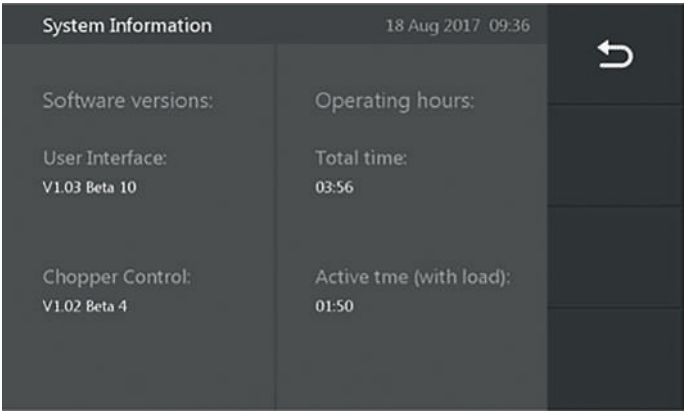 System Information
18 Aug 2017 09:36
Software versions:
User Interface:
V1.03 Beta 10
Chopper Control:
V1.02 Beta 4
Operating hours:
Total time:
03:56
Active tme (with load):
01:50